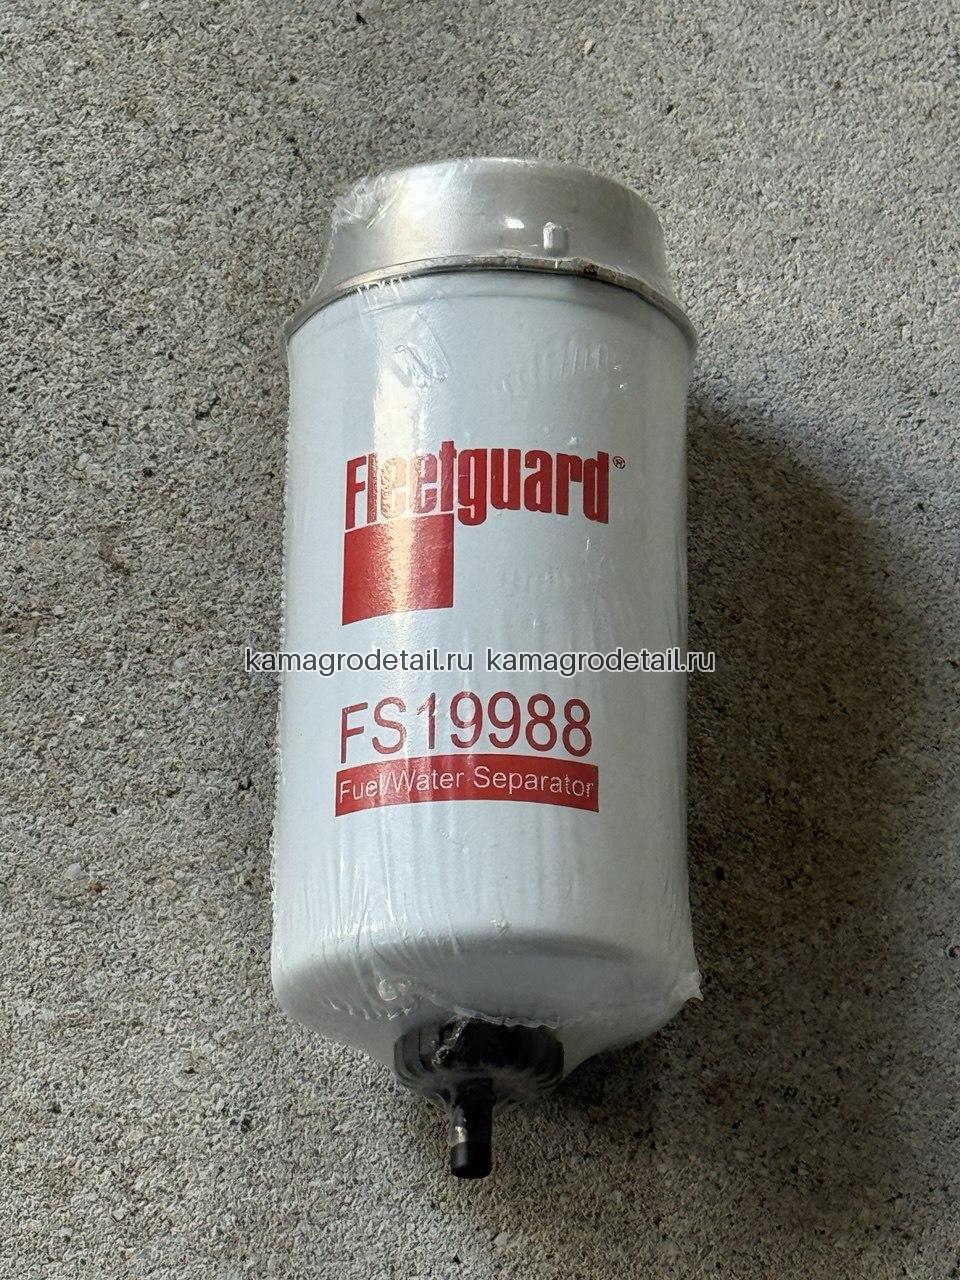 Fleetguard®
kamagrodetail.ru kamagrodetail.ru
FS19988
Fuel/Water Separator